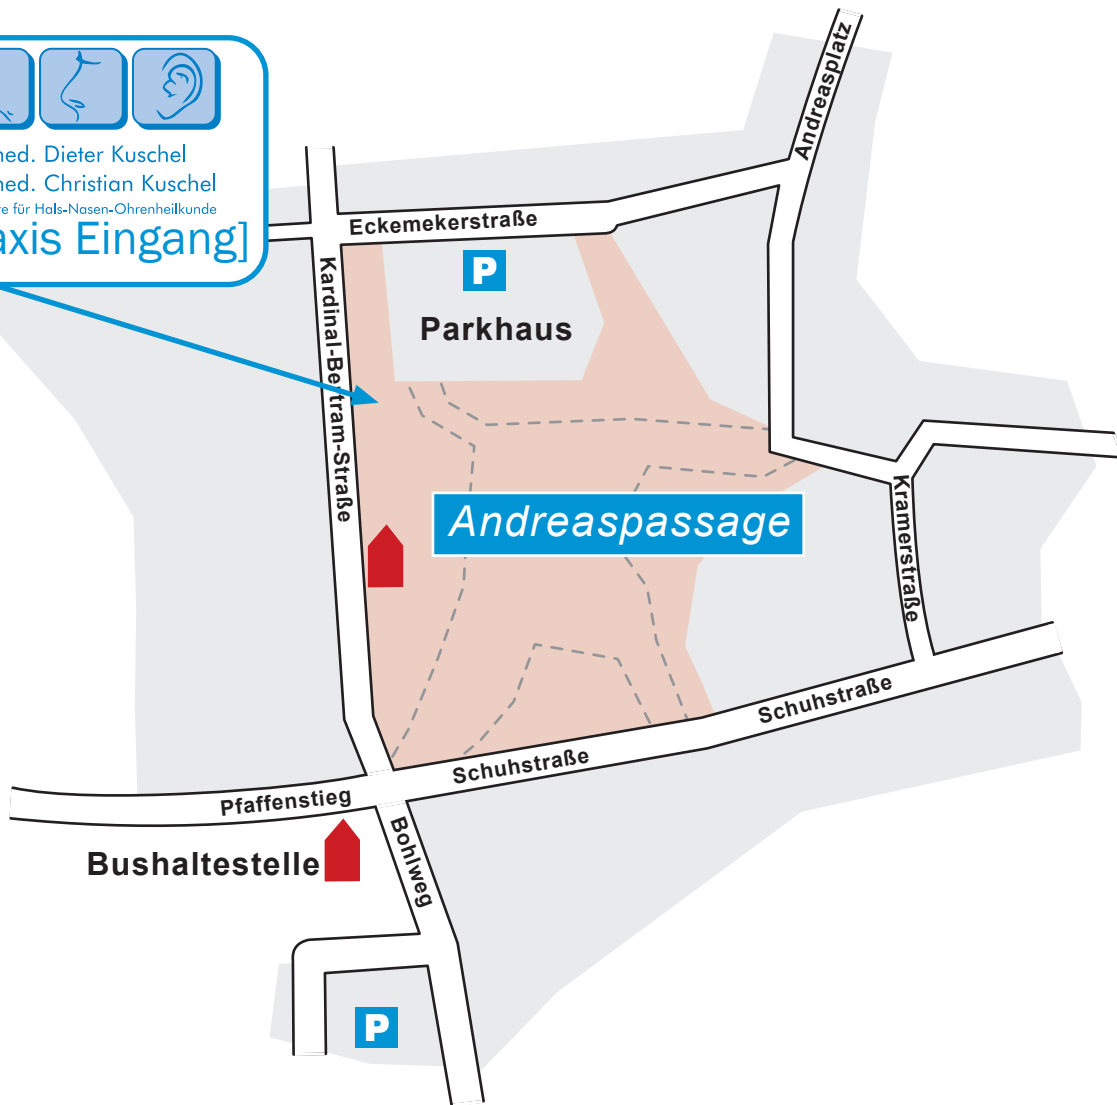 med. Dieter Kuschel
med. Christian Kuschel
re für Hals-Nasen-Ohrenheilkunde
axis Eingang]
Andreasplatz
Eckemekerstraße
P
Parkhaus
Kardinal-Bertram-Straße
Andreaspassage
Kramerstraße
Schuhstraße
Schuhstraße
Pfaffenstieg
Bushaltestelle
Bohlweg
P